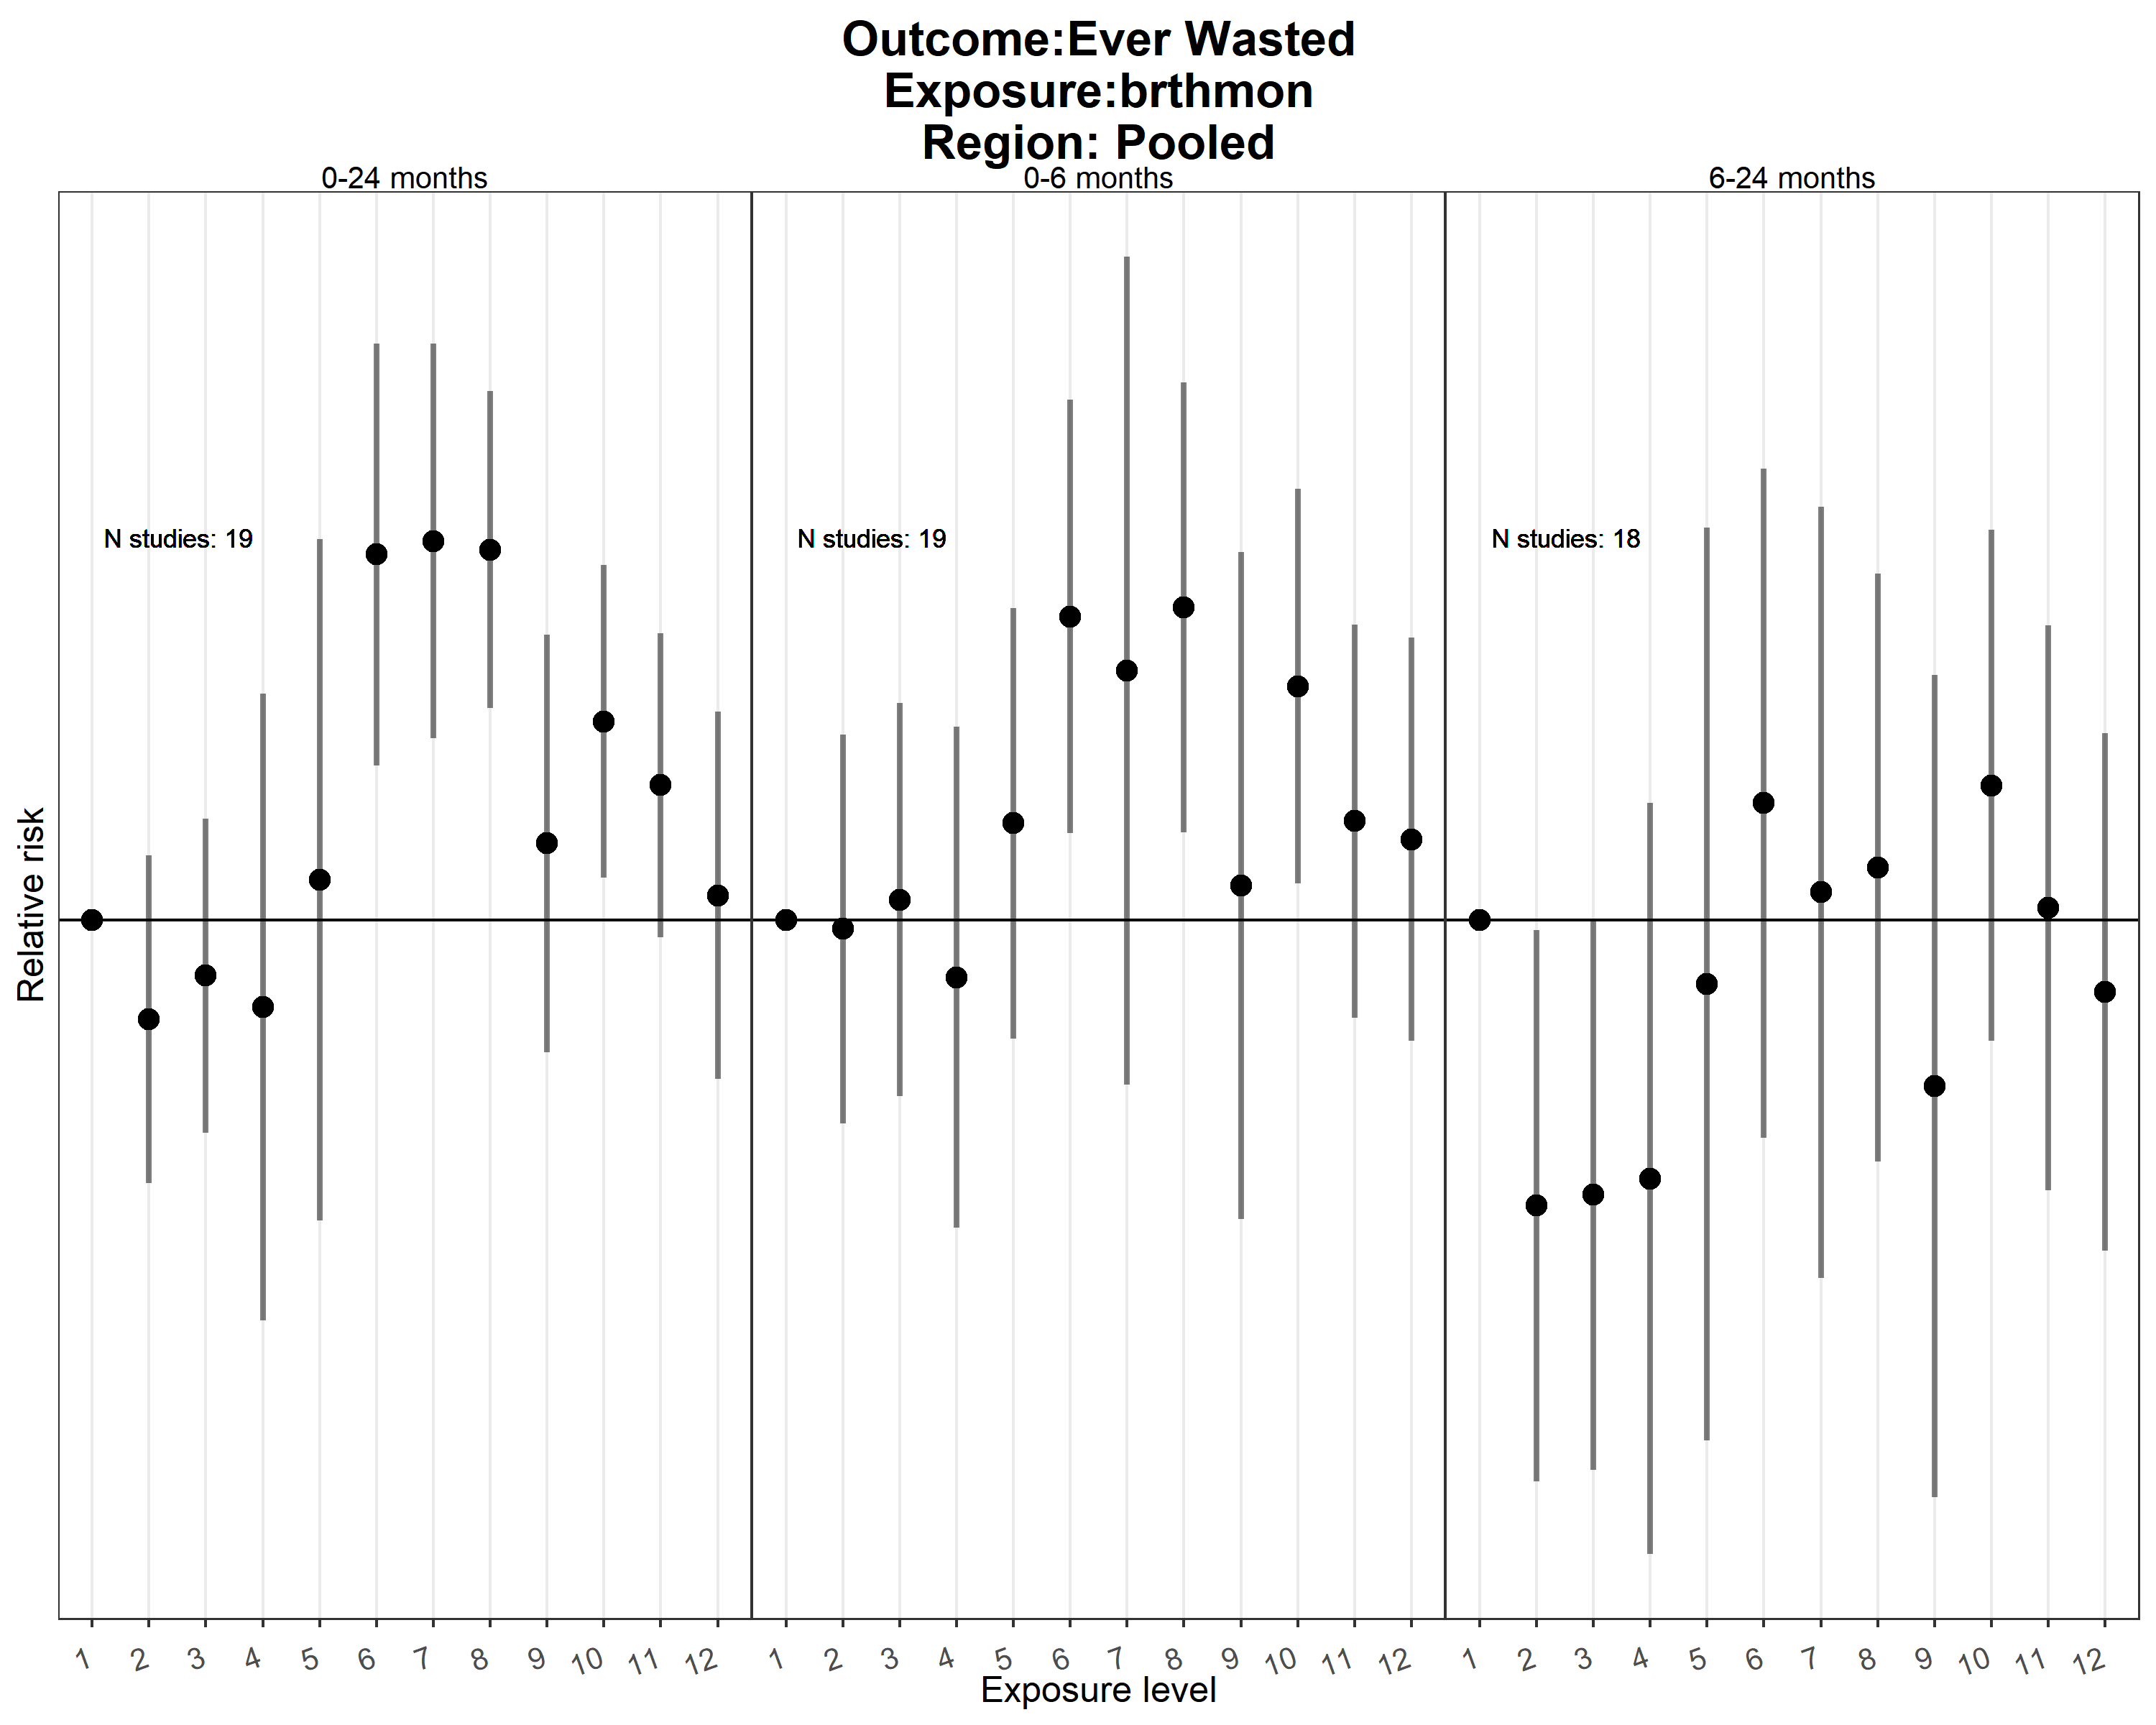 Outcome:Ever Wasted
Exposure:brthmon
Region: Pooled
0-24 months 0-6 months 6-24 months
N studies: 19 N studies: 19 N studies: 18
Relative risk
1 2 3 4 5 6 7 8 9 10 11 12 1 2 3 4 5 6 7 8 9 10 11 12 1 2 3 4 5 6 7 8 9 10 11 12
Exposure level